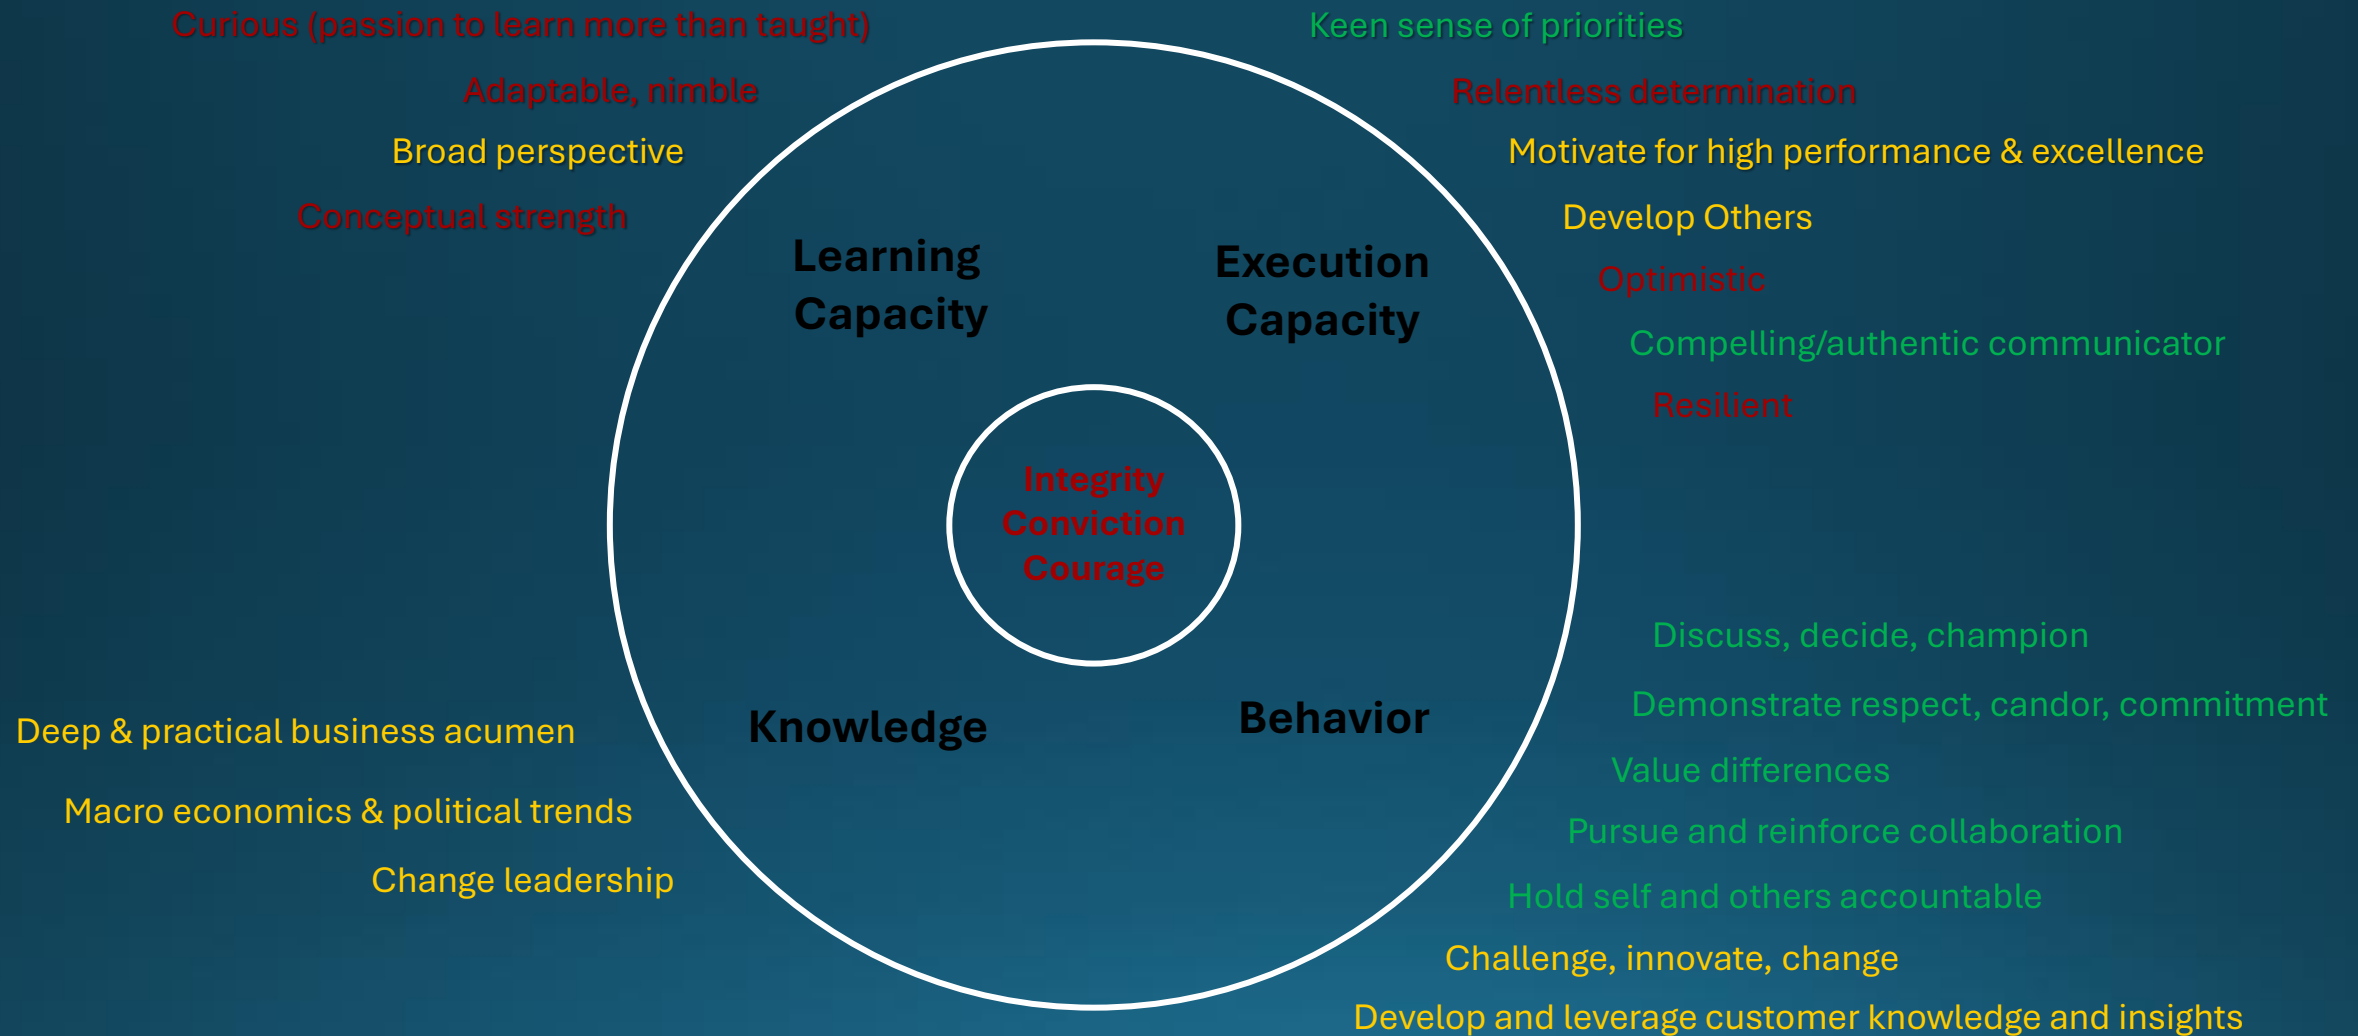 Curious (passion to learn more than taught)
Adaptable, nimble
Broad perspective
Conceptual strength
Keen sense of priorities
Relentless determination
Motivate for high performance & excellence
Develop Others
Optimistic
Compelling/authentic communicator
Resilient
Learning
Capacity
Execution
Capacity
Integrity
Conviction
Courage
Knowledge
Behavior
Deep & practical business acumen
Macro economics & political trends
Change leadership
Discuss, decide, champion
Demonstrate respect, candor, commitment
Value differences
Pursue and reinforce collaboration
Hold self and others accountable
Challenge, innovate, change
Develop and leverage customer knowledge and insights